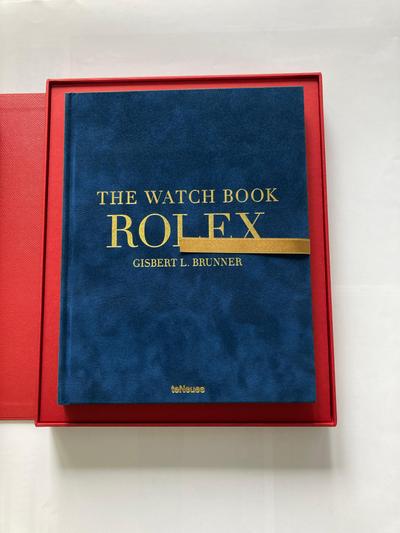 THE WATCH BOOK
ROLEX
GISBERT L. BRUNNER
teNeues